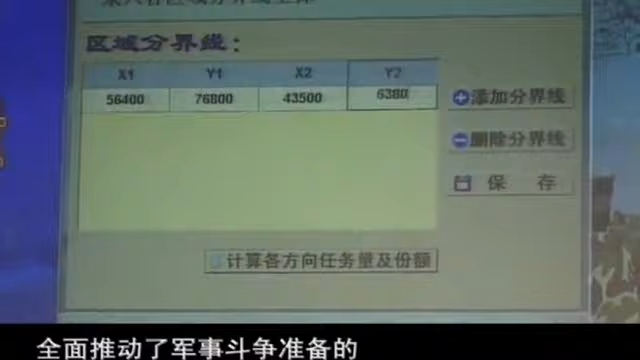 区域分界线：
X1 Y1 X2 Y2
56400 76800 43500 6380
添加分界线
删除分界线
保 存
计算各方向任务量及份额
全面推动了军事斗争准备的